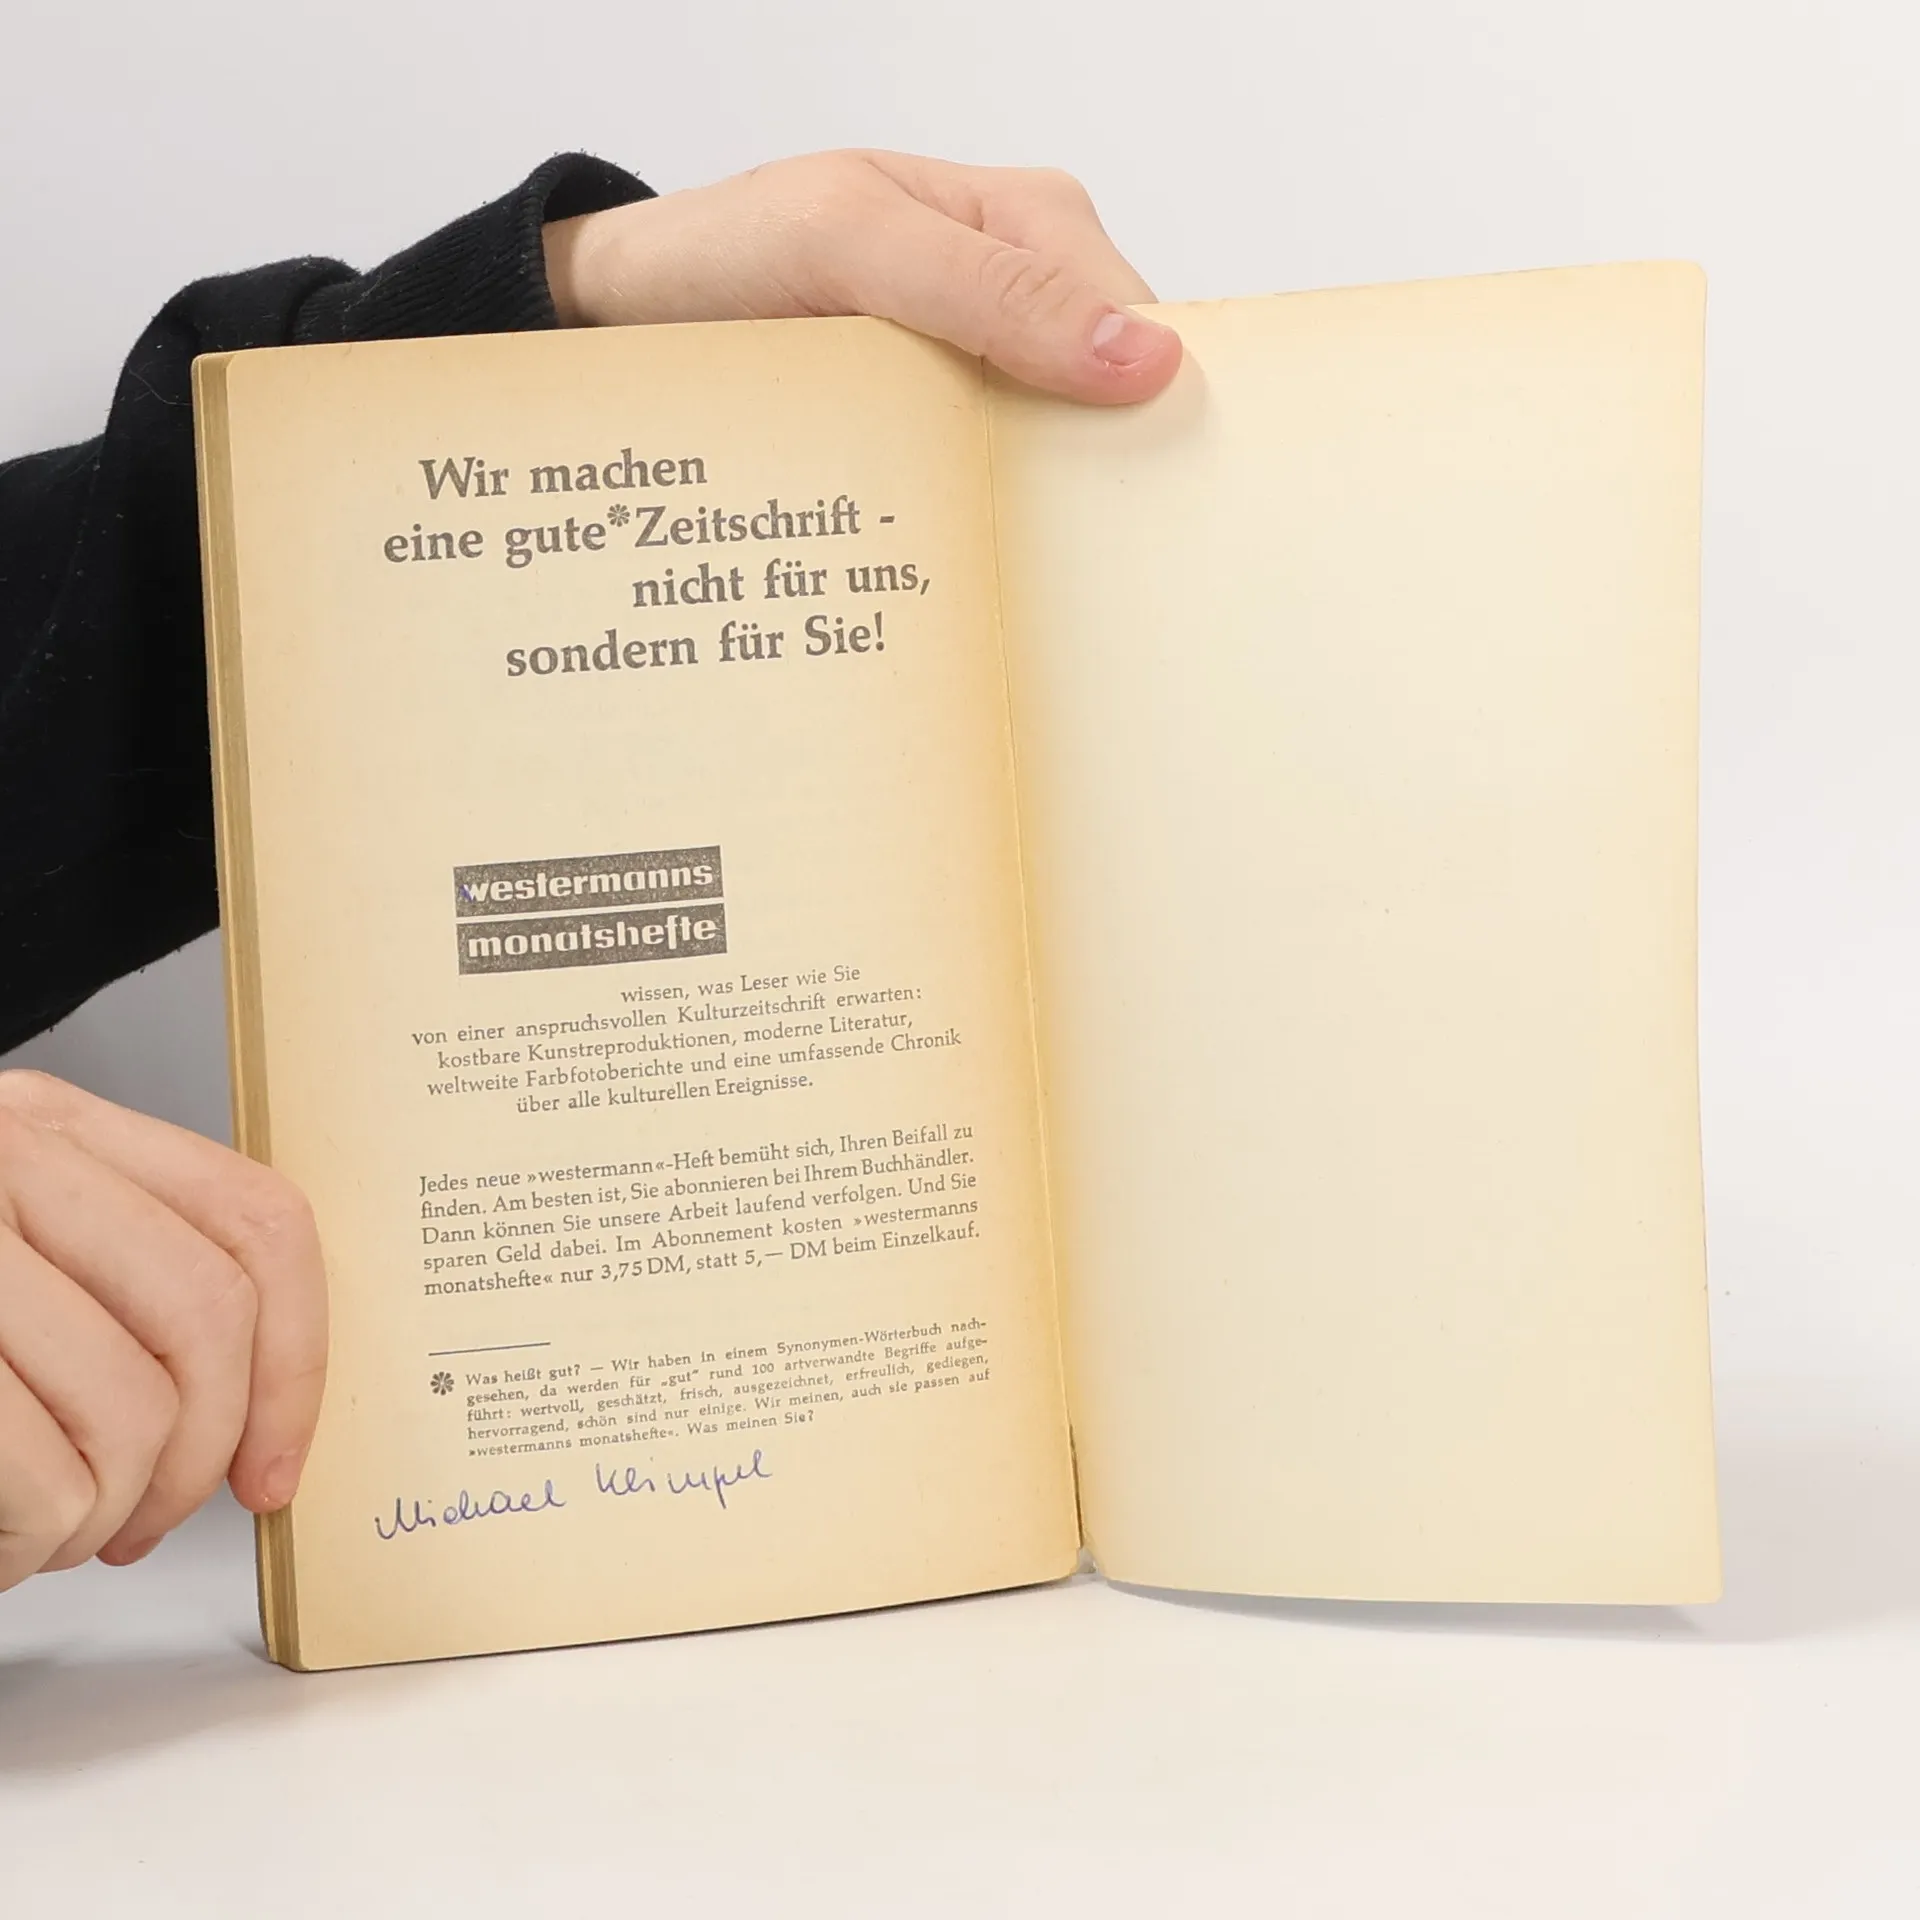 Wir machen
eine gute*Zeitschrift -
nicht für uns,
sondern für Sie!
westermanns
monatshefte
wissen, was Leser wie Sie
von einer anspruchsvollen Kulturzeitschrift erwarten:
kostbare Kunstreproduktionen, moderne Literatur,
weltweite Farbfotoberichte und eine umfassende Chronik
über alle kulturellen Ereignisse.
Jedes neue »westermann«-Heft bemüht sich, Ihren Beifall zu
finden. Am besten ist, Sie abonnieren bei Ihrem Buchhändler.
Dann können Sie unsere Arbeit laufend verfolgen. Und Sie
sparen Geld dabei. Im Abonnement kosten »westermanns
monatshefte« nur 3,75 DM, statt 5,— DM beim Einzelkauf.
* Was heißt gut? — Wir haben in einem Synonymen-Wörterbuch nach-
gesehen, da werden für „gut" rund 100 artverwandte Begriffe aufge-
führt: wertvoll, geschätzt, frisch, ausgezeichnet, erfreulich, gediegen,
hervorragend, schön sind nur einige. Wir meinen, auch sie passen auf
»westermanns monatshefte«. Was meinen Sie?
Michael Klimpel